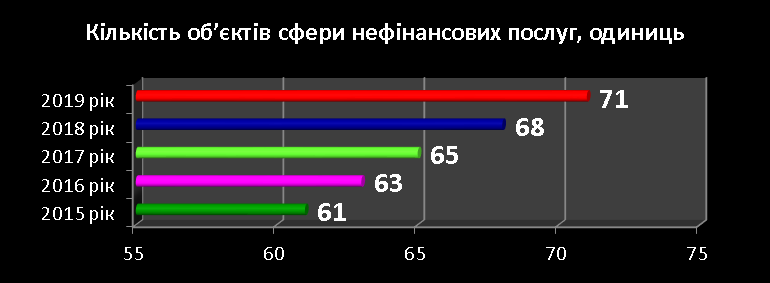 Кількість об’єктів сфери нефінансових послуг, одиниць
2019 рік 71
2018 рік 68
2017 рік 65
2016 рік 63
2015 рік 61
55 60 65 70 75